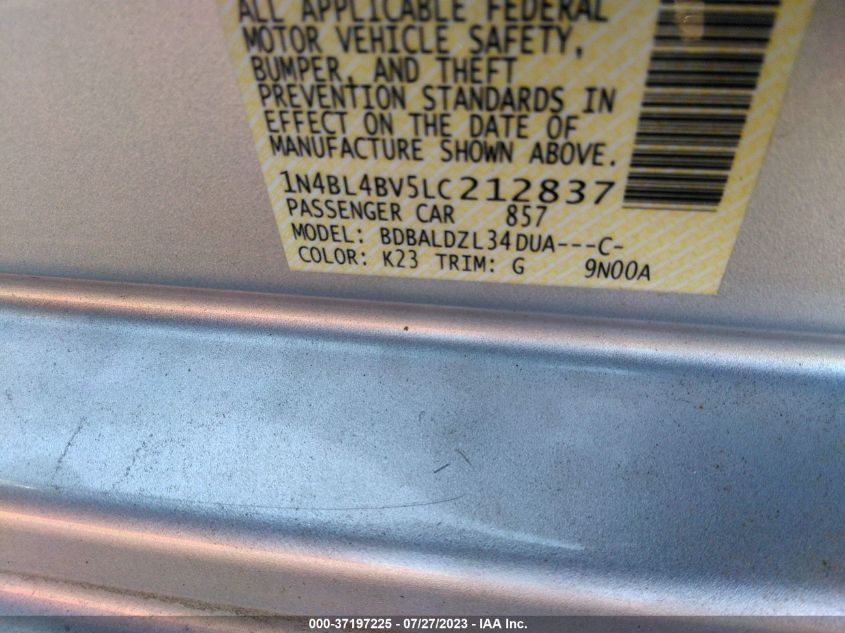 ALL APPLICABLE FEDERAL
MOTOR VEHICLE SAFETY,
BUMPER, AND THEFT
PREVENTION STANDARDS IN
EFFECT ON THE DATE OF
MANUFACTURE SHOWN ABOVE.
1N4BL4BV5LC212837
PASSENGER CAR 857
MODEL: BDBALDZL34DUA---C-
COLOR: K23 TRIM: G 9N00A
000-37197225 - 07/27/2023 - IAA Inc.